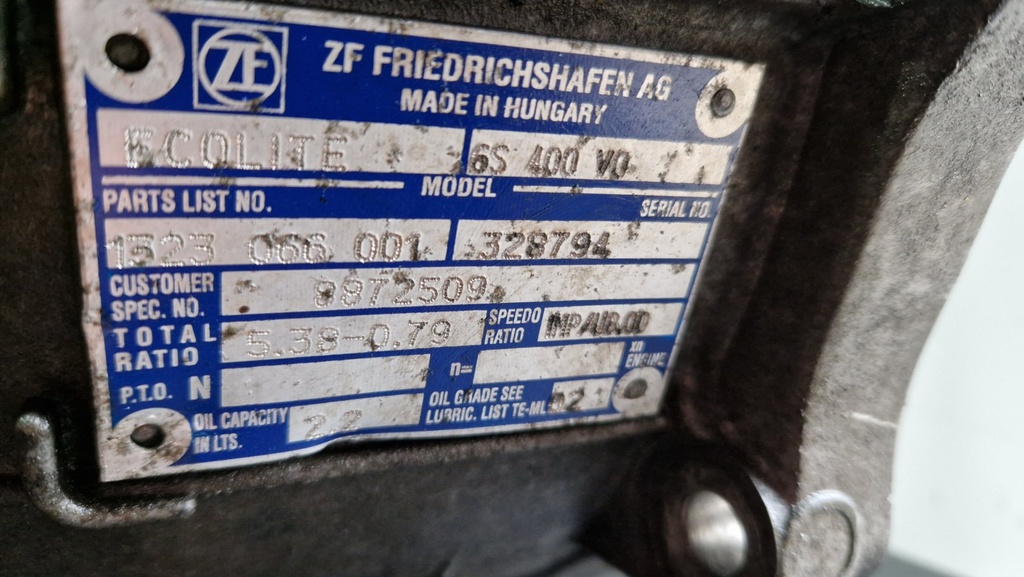 ZF
ZF FRIEDRICHSHAFEN AG
MADE IN HUNGARY
ECOLITE 6S 400 VO
MODEL
PARTS LIST NO. SERIAL NO.
1323 066 001 328794
CUSTOMER
SPEC. NO. 8872509
TOTAL
RATIO 5.38-0.79 SPEEDO
RATIO
P.T.O. N n= XN
ENGINE
OIL CAPACITY
IN LTS. OIL GRADE SEE
LUBRIC. LIST TE-ML 02